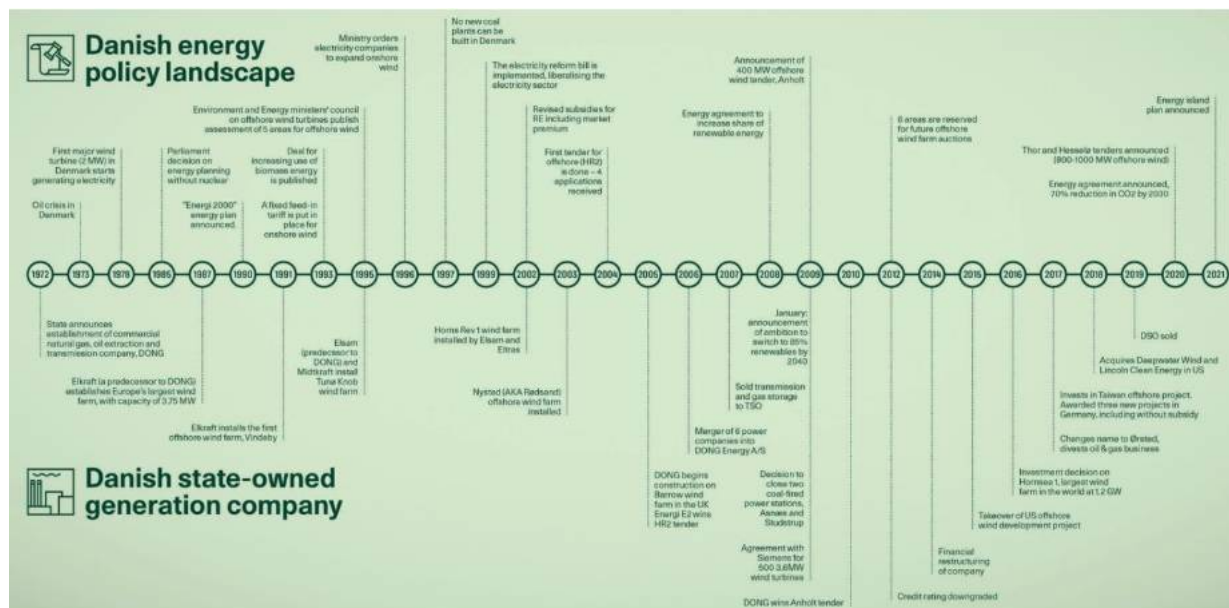 Danish energy
policy landscape
Oil crisis in
Denmark
First major wind
turbine (2 MW) in
Denmark starts
generating electricity
Parliament
decision on
energy planning
without nuclear
"Energi 2000"
energy plan
announced.
Environment and Energy ministers' council
on offshore wind turbines publish
assessment of 5 areas for offshore wind
Deal for
increasing use of
biomass energy
is published
A fixed feed-in
tariff is put in
place for
onshore wind
Ministry orders
electricity companies
to expand onshore
wind
No new coal
plants can be
built in Denmark
The electricity reform bill is
implemented, liberalising the
electricity sector
Revised subsidies for
RE including market
premium
First tender for
offshore (HR2)
is done – 4
applications
received
Energy agreement to
increase share of
renewable energy
Announcement of
400 MW offshore
wind tender, Anholt
6 areas are reserved
for future offshore
wind farm auctions
Energy island
plan announced
Thor and Hesselø tenders announced
(800-1000 MW offshore wind)
Energy agreement announced,
70% reduction in CO2 by 2030
1972 1973 1978 1985 1987 1990 1991 1993 1995 1996 1997 1999 2002 2003 2004 2005 2006 2007 2008 2009 2010 2012 2014 2015 2016 2017 2018 2019 2020 2021
State announces
establishment of commercial
natural gas, oil extraction and
transmission company, DONG
Elkraft (a predecessor to DONG)
establishes Europe's largest wind
farm, with capacity of 3.75 MW
Elkraft installs the first
offshore wind farm, Vindeby
Elsam
(predecessor to
DONG) and
Midtkraft install
Tunø Knob
wind farm
Horns Rev 1 wind farm
installed by Elsam and
Eltra
Nysted (AKA Rødsand)
offshore wind farm
installed
DONG begins
construction on
Barrow wind
farm in the UK
Energi E2 wins
HR2 tender
Merger of 6 power
companies into
DONG Energy A/S
Sold transmission
and gas storage
to TSO
January:
announcement
of ambition to
switch to 85%
renewables by
2040
Decision to
close two
coal-fired
power stations,
Asnæs and
Studstrup
Agreement with
Siemens for
500 3.6MW
wind turbines
DONG wins Anholt tender
Credit rating downgraded
Financial
restructuring
of company
Takeover of US offshore
wind development project
Investment decision on
Hornsea 1, largest wind
farm in the world at 1.2 GW
Invests in Taiwan offshore project.
Awarded three new projects in
Germany, including without subsidy
Changes name to Ørsted,
divests oil & gas business
Acquires Deepwater Wind and
Lincoln Clean Energy in US
DSO sold
Danish state-owned
generation company